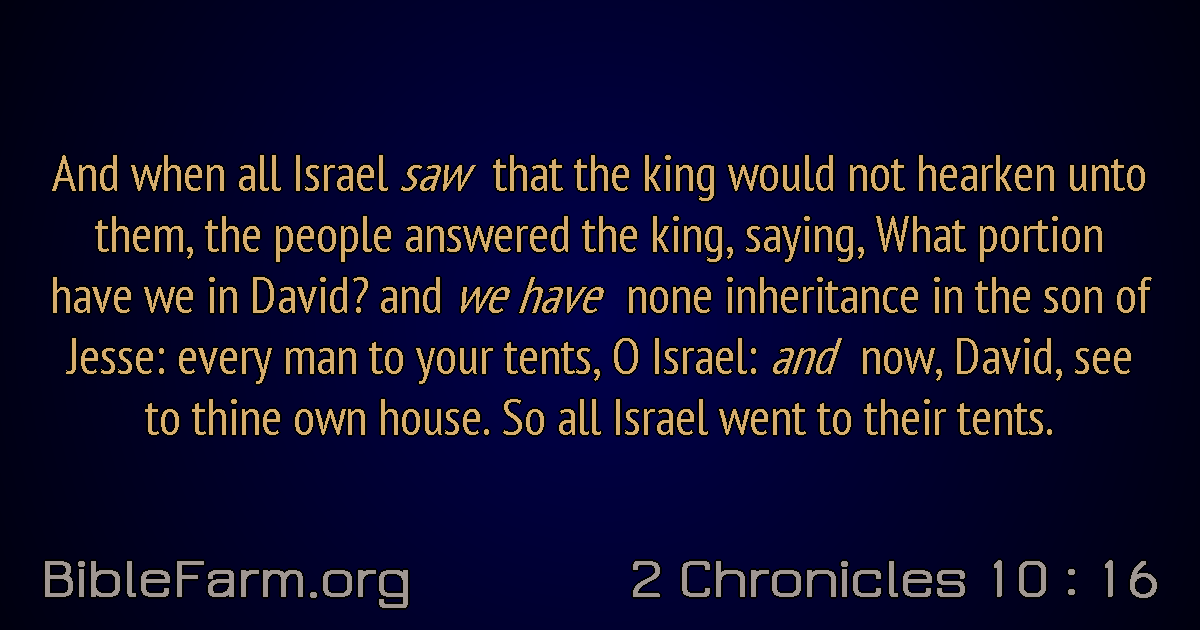 And when all Israel saw that the king would not hearken unto
them, the people answered the king, saying, What portion
have we in David? and we have none inheritance in the son of
Jesse: every man to your tents, O Israel: and now, David, see
to thine own house. So all Israel went to their tents.
BibleFarm.org
2 Chronicles 10 : 16